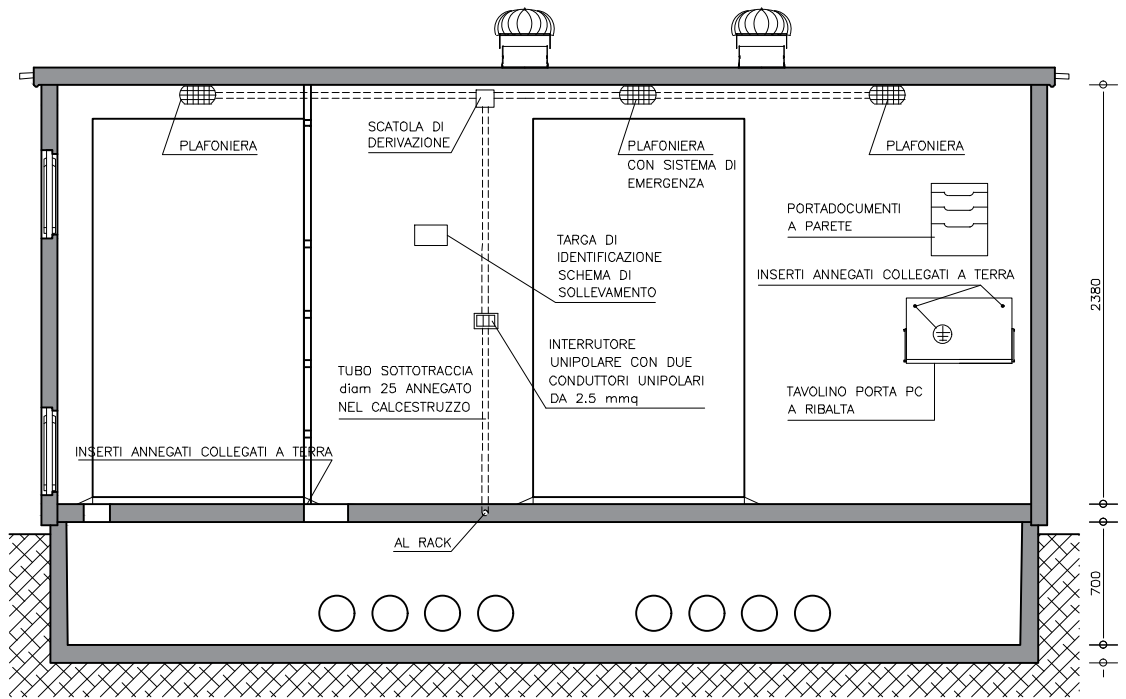 SCATOLA DI
DERIVAZIONE
PLAFONIERA
PLAFONIERA
CON SISTEMA DI
EMERGENZA
PLAFONIERA
PORTADOCUMENTI
A PARETE
TARGA DI
IDENTIFICAZIONE
SCHEMA DI
SOLLEVAMENTO
INSERTI ANNEGATI COLLEGATI A TERRA
2380
INTERRUTORE
UNIPOLARE CON DUE
CONDUTTORI UNIPOLARI
DA 2.5 mmq
TUBO SOTTOTRACCIA
diam 25 ANNEGATO
NEL CALCESTRUZZO
TAVOLINO PORTA PC
A RIBALTA
INSERTI ANNEGATI COLLEGATI A TERRA
AL RACK
700